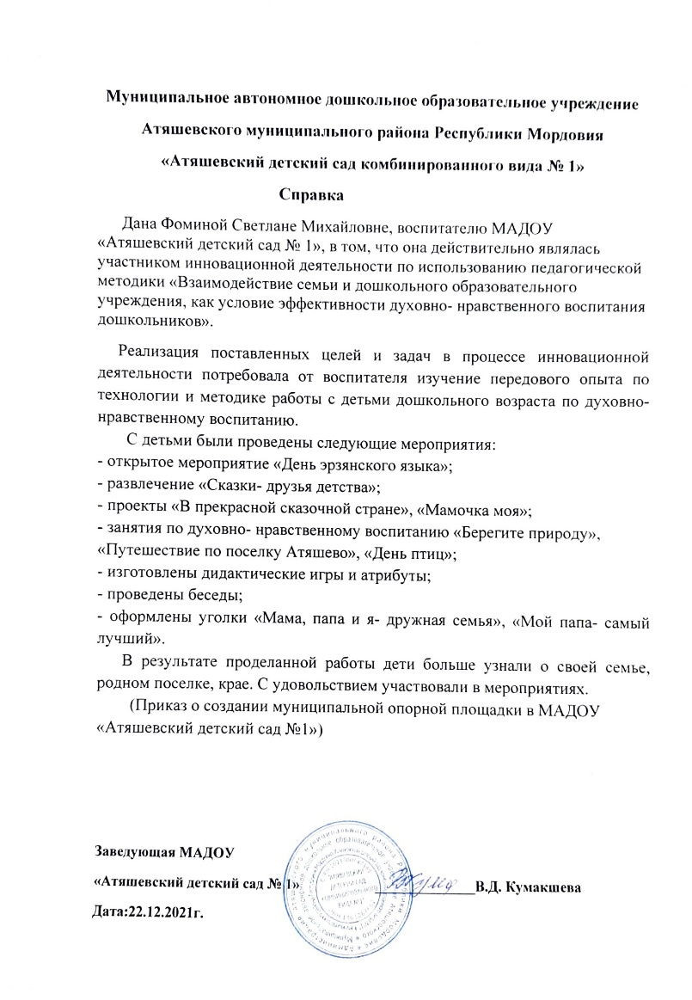 Муниципальное автономное дошкольное образовательное учреждение
Атяшевского муниципального района Республики Мордовия
«Атяшевский детский сад комбинированного вида № 1»
Справка
Дана Фоминой Светлане Михайловне, воспитателю МАДОУ
«Атяшевский детский сад № 1», в том, что она действительно являлась
участником инновационной деятельности по использованию педагогической
методики «Взаимодействие семьи и дошкольного образовательного
учреждения, как условие эффективности духовно- нравственного воспитания
дошкольников».
Реализация поставленных целей и задач в процессе инновационной
деятельности потребовала от воспитателя изучение передового опыта по
технологии и методике работы с детьми дошкольного возраста по духовно-
нравственному воспитанию.
С детьми были проведены следующие мероприятия:
- открытое мероприятие «День эрзянского языка»;
- развлечение «Сказки- друзья детства»;
- проекты «В прекрасной сказочной стране», «Мамочка моя»;
- занятия по духовно- нравственному воспитанию «Берегите природу»,
«Путешествие по поселку Атяшево», «День птиц»;
- изготовлены дидактические игры и атрибуты;
- проведены беседы;
- оформлены уголки «Мама, папа и я- дружная семья», «Мой папа- самый
лучший».
В результате проделанной работы дети больше узнали о своей семье,
родном поселке, крае. С удовольствием участвовали в мероприятиях.
(Приказ о создании муниципальной опорной площадки в МАДОУ
«Атяшевский детский сад №1»)
Заведующая МАДОУ
«Атяшевский детский сад № 1» В.Д. Кумакшева
Дата:22.12.2021г.